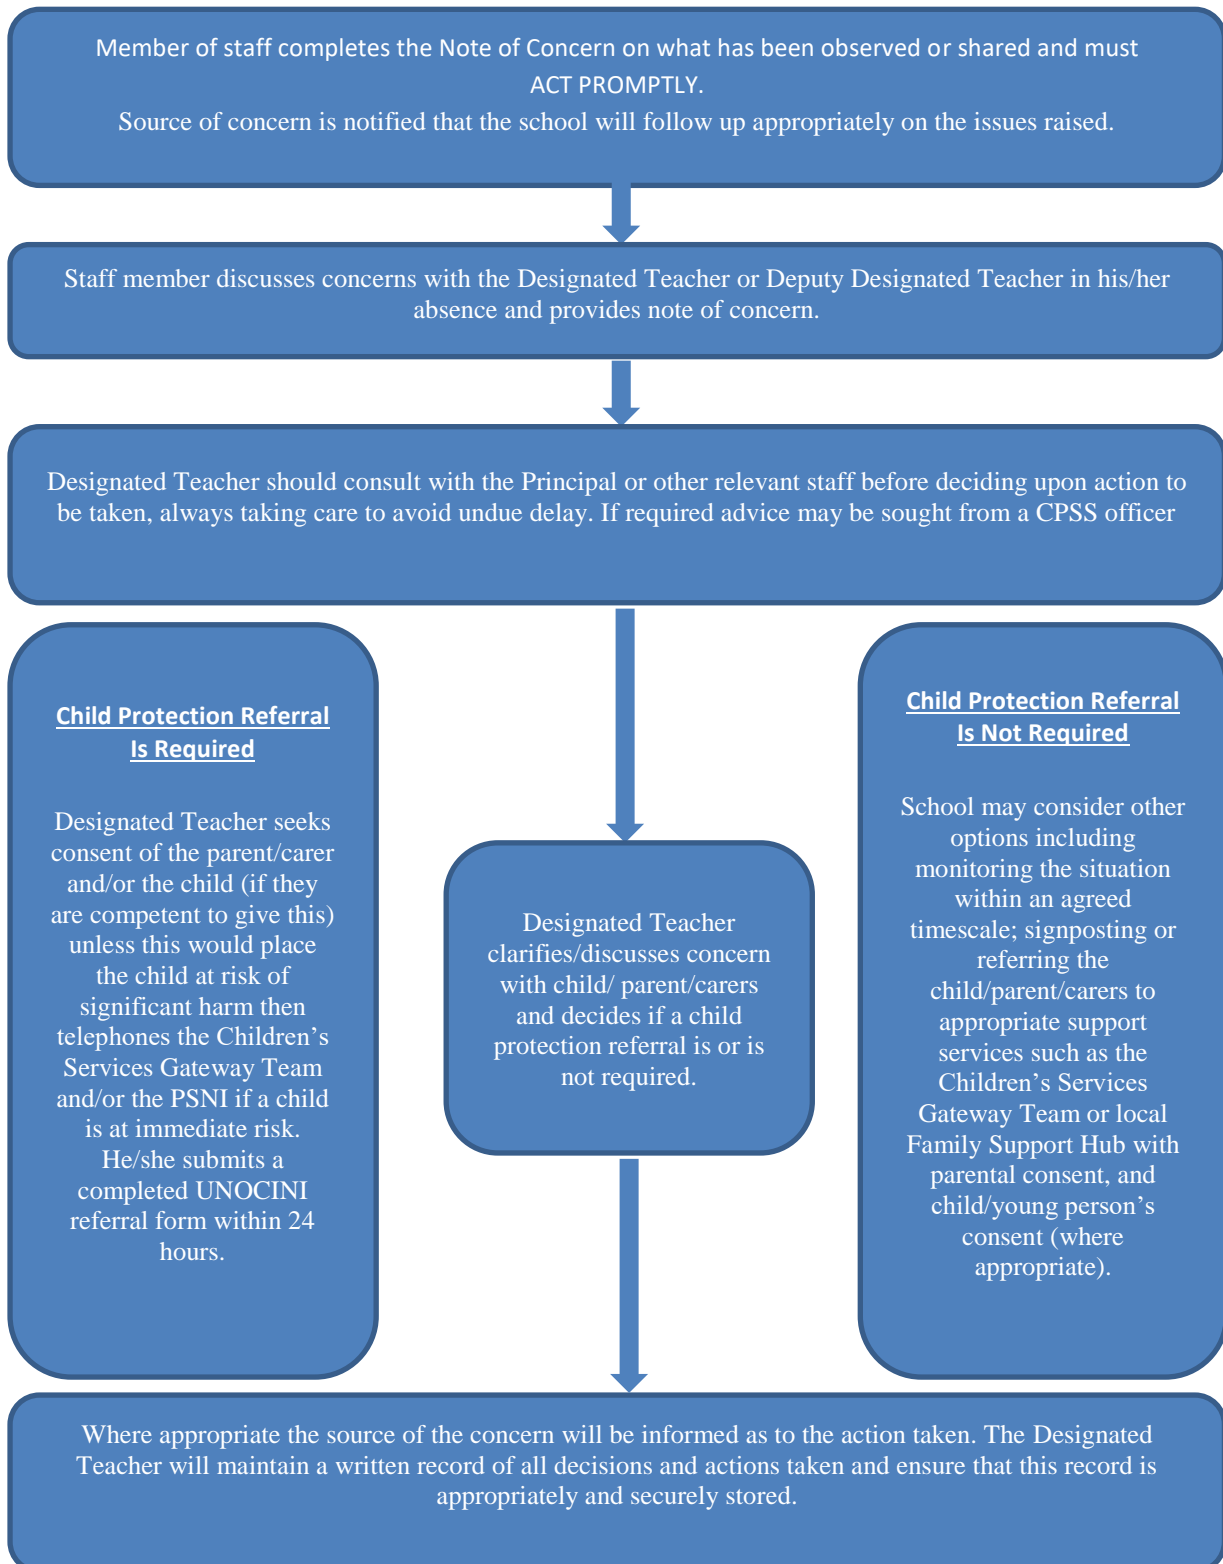 Member of staff completes the Note of Concern on what has been observed or shared and must
ACT PROMPTLY.
Source of concern is notified that the school will follow up appropriately on the issues raised.
Staff member discusses concerns with the Designated Teacher or Deputy Designated Teacher in his/her
absence and provides note of concern.
Designated Teacher should consult with the Principal or other relevant staff before deciding upon action to
be taken, always taking care to avoid undue delay. If required advice may be sought from a CPSS officer
Child Protection Referral
Is Required
Designated Teacher seeks
consent of the parent/carer
and/or the child (if they
are competent to give this)
unless this would place
the child at risk of
significant harm then
telephones the Children’s
Services Gateway Team
and/or the PSNI if a child
is at immediate risk.
He/she submits a
completed UNOCINI
referral form within 24
hours.
Designated Teacher
clarifies/discusses concern
with child/ parent/carers
and decides if a child
protection referral is or is
not required.
Child Protection Referral
Is Not Required
School may consider other
options including
monitoring the situation
within an agreed
timescale; signposting or
referring the
child/parent/carers to
appropriate support
services such as the
Children’s Services
Gateway Team or local
Family Support Hub with
parental consent, and
child/young person’s
consent (where
appropriate).
Where appropriate the source of the concern will be informed as to the action taken. The Designated
Teacher will maintain a written record of all decisions and actions taken and ensure that this record is
appropriately and securely stored.